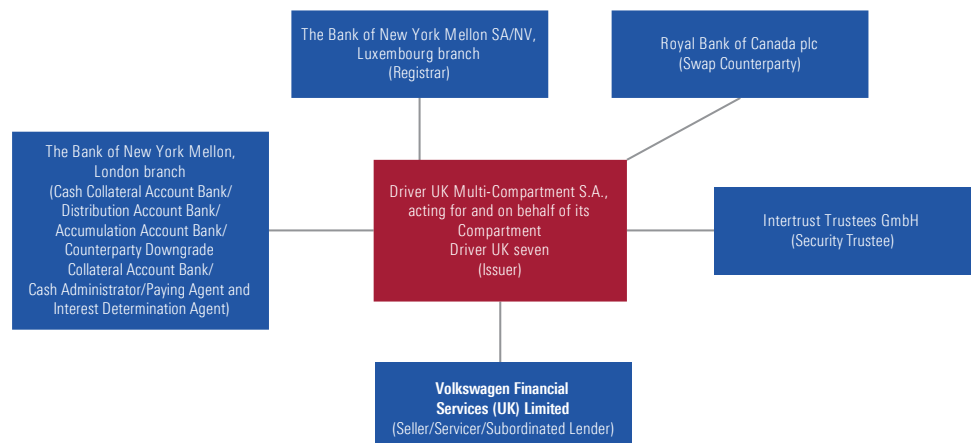 The Bank of New York Mellon SA/NV,
Luxembourg branch
(Registrar)
Royal Bank of Canada plc
(Swap Counterparty)
The Bank of New York Mellon,
London branch
(Cash Collateral Account Bank/
Distribution Account Bank/
Accumulation Account Bank/
Counterparty Downgrade
Collateral Account Bank/
Cash Administrator/Paying Agent and
Interest Determination Agent)
Driver UK Multi-Compartment S.A.,
acting for and on behalf of its
Compartment
Driver UK seven
(Issuer)
Intertrust Trustees GmbH
(Security Trustee)
Volkswagen Financial
Services (UK) Limited
(Seller/Servicer/Subordinated Lender)